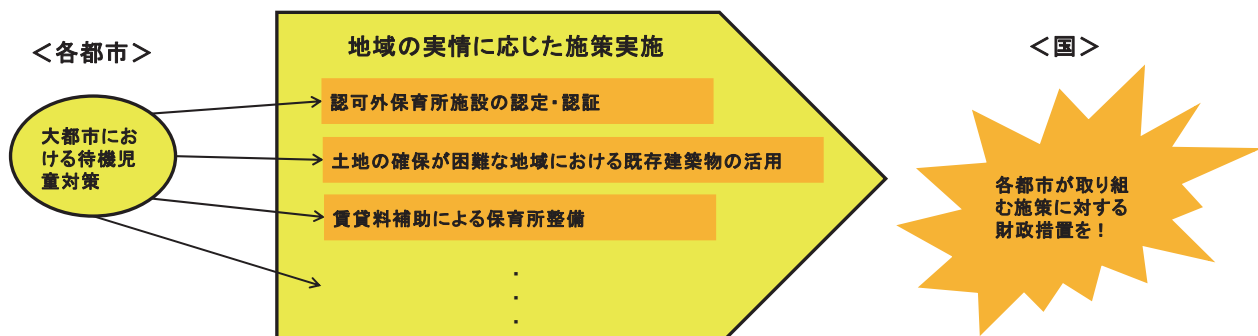 ＜各都市＞
大都市にお
ける待機児
童対策
地域の実情に応じた施策実施
認可外保育所施設の認定・認証
土地の確保が困難な地域における既存建築物の活用
賃貸料補助による保育所整備
・
・
・
＜国＞
各都市が取り組
む施策に対する
財政措置を！